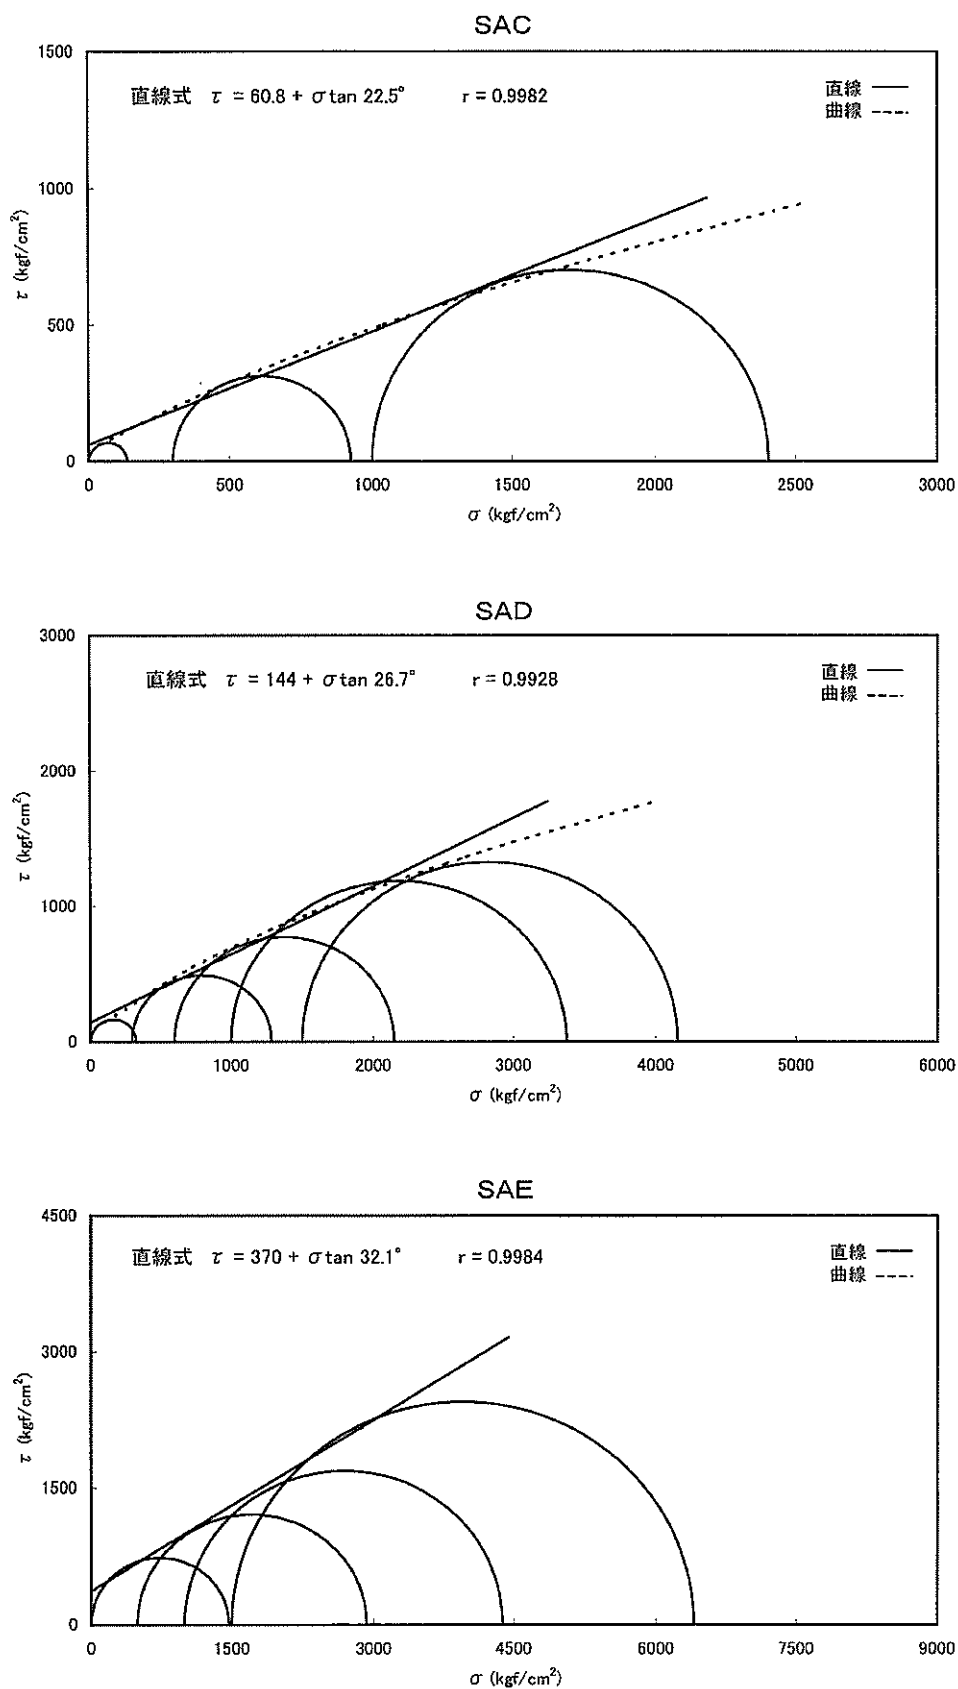 SAC
1500
直線式 τ = 60.8 + σ tan 22.5° r = 0.9982
直線
曲線
1000
τ (kgf/cm²)
500
0
0 500 1000 1500 2000 2500 3000
σ (kgf/cm²)
SAD
3000
直線式 τ = 144 + σ tan 26.7° r = 0.9928
直線
曲線
2000
τ (kgf/cm²)
1000
0
0 1000 2000 3000 4000 5000 6000
σ (kgf/cm²)
SAE
4500
直線式 τ = 370 + σ tan 32.1° r = 0.9984
直線
曲線
3000
τ (kgf/cm²)
1500
0
0 1500 3000 4500 6000 7500 9000
σ (kgf/cm²)